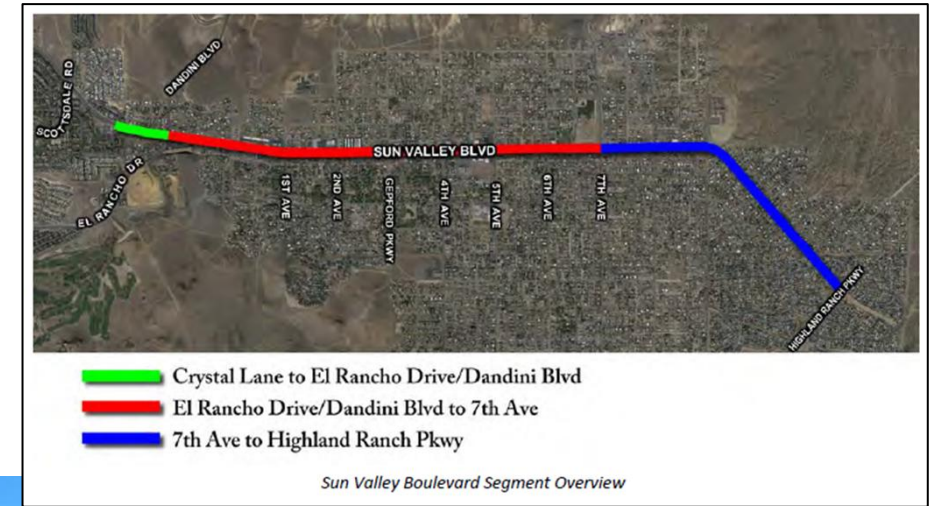 DANDINI BLVD
SCOTTSDALE RD
SUN VALLEY BLVD
EL RANCHO DR
1ST AVE
2ND AVE
GEPFORD PKWY
4TH AVE
5TH AVE
6TH AVE
7TH AVE
HIGHLAND RANCH PKWY
Crystal Lane to El Rancho Drive/Dandini Blvd
El Rancho Drive/Dandini Blvd to 7th Ave
7th Ave to Highland Ranch Pkwy
Sun Valley Boulevard Segment Overview